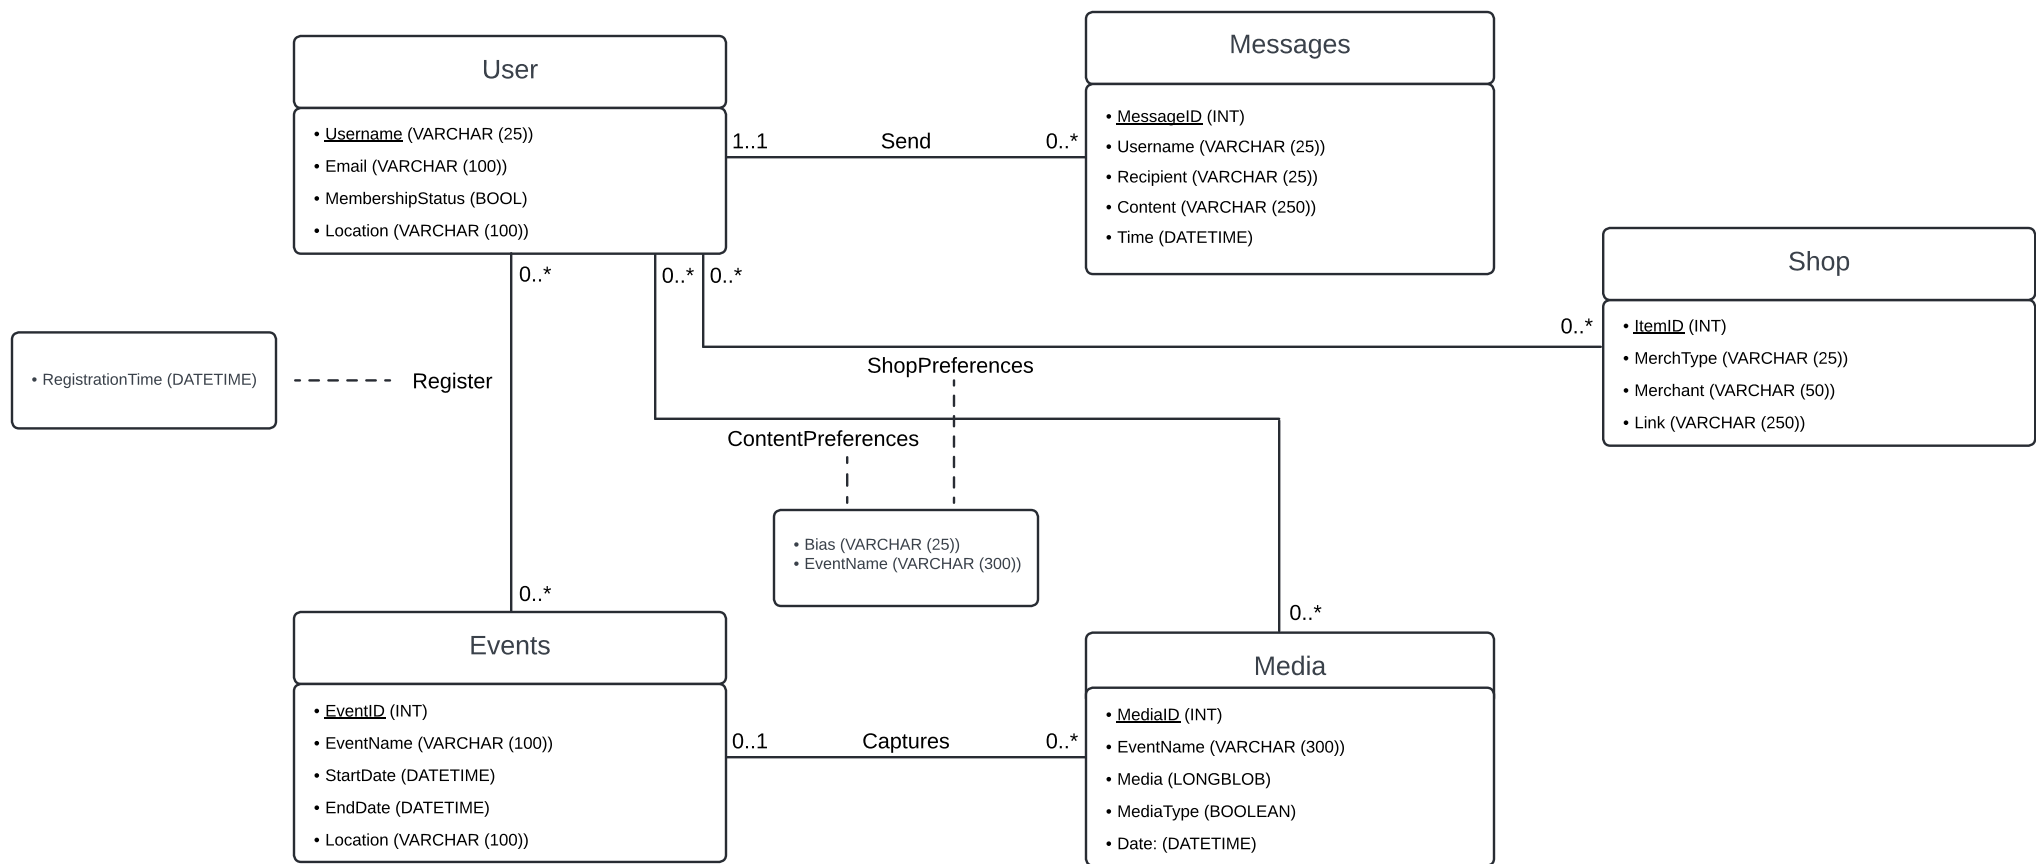 User
• Username (VARCHAR (25))
• Email (VARCHAR (100))
• MembershipStatus (BOOL)
• Location (VARCHAR (100))
1..1
Send
0..*
Messages
• MessageID (INT)
• Username (VARCHAR (25))
• Recipient (VARCHAR (25))
• Content (VARCHAR (250))
• Time (DATETIME)
0..*
0..*
0..*
0..*
Shop
• ItemID (INT)
• MerchType (VARCHAR (25))
• Merchant (VARCHAR (50))
• Link (VARCHAR (250))
• RegistrationTime (DATETIME)
Register
ShopPreferences
ContentPreferences
• Bias (VARCHAR (25))
• EventName (VARCHAR (300))
0..*
0..*
Events
• EventID (INT)
• EventName (VARCHAR (100))
• StartDate (DATETIME)
• EndDate (DATETIME)
• Location (VARCHAR (100))
0..1
Captures
0..*
Media
• MediaID (INT)
• EventName (VARCHAR (300))
• Media (LONGBLOB)
• MediaType (BOOLEAN)
• Date: (DATETIME)